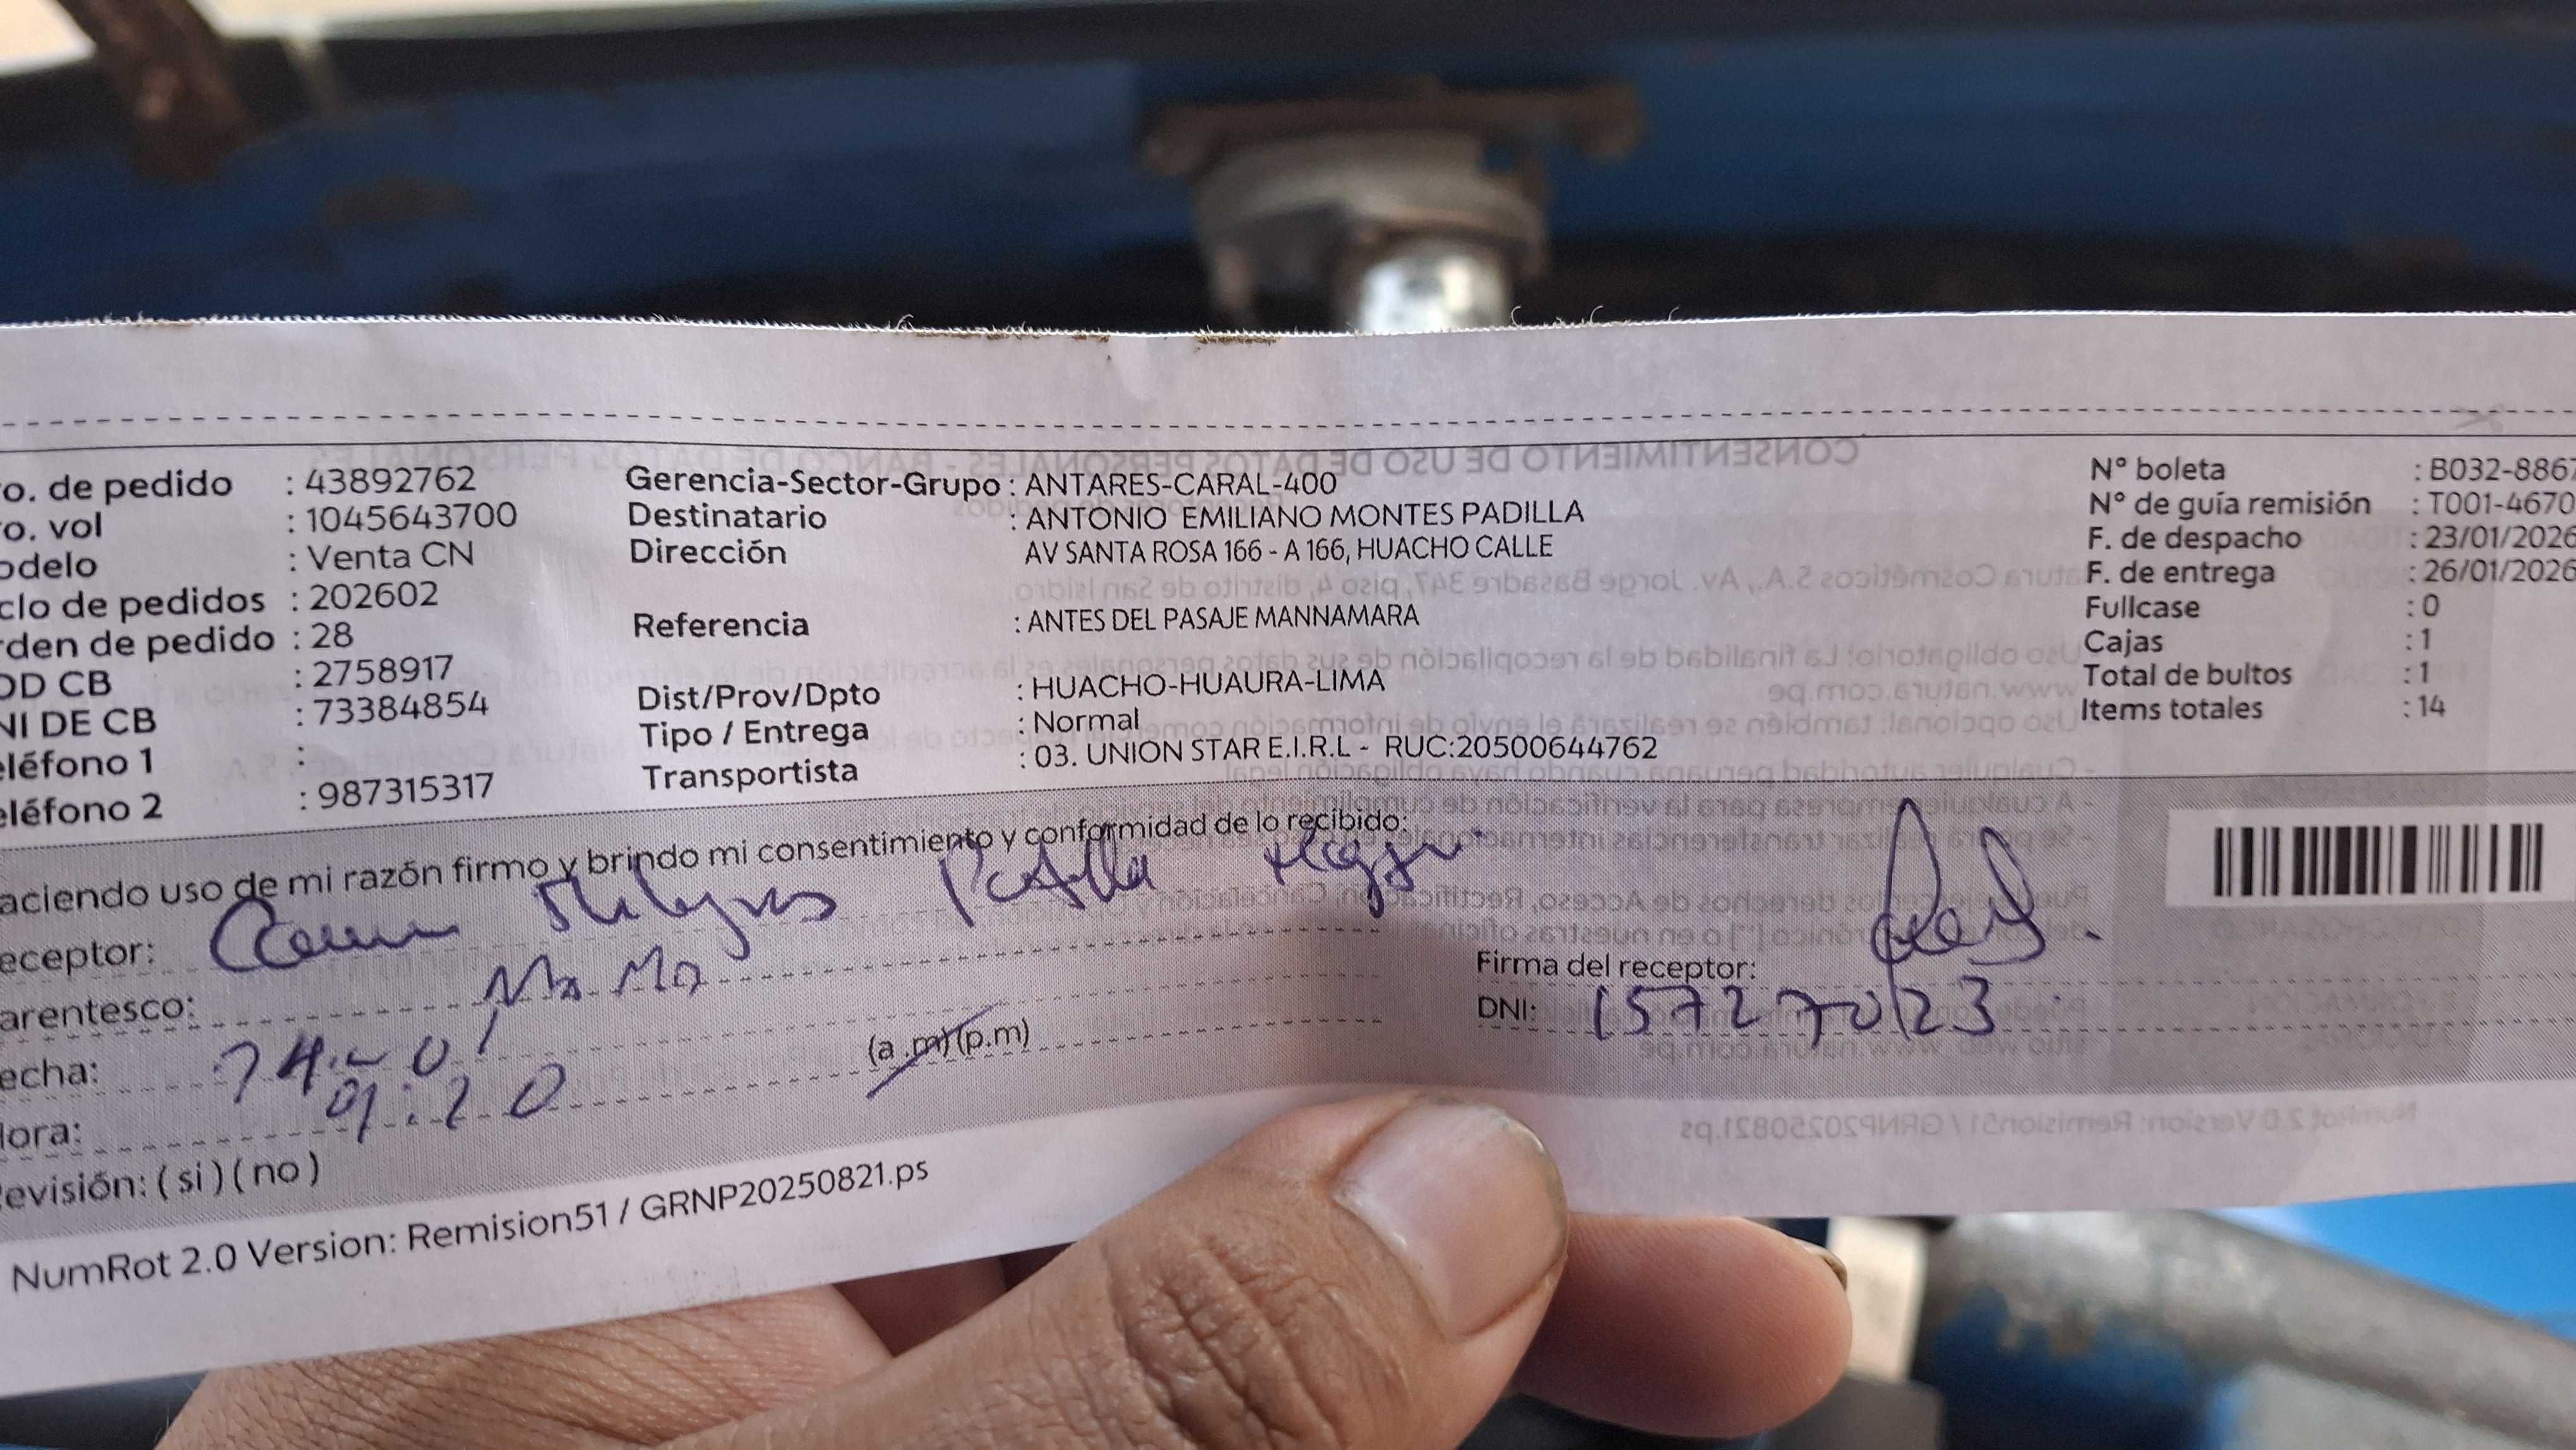 o. de pedido : 43892762
o. vol : 1045643700
odelo : Venta CN
clo de pedidos : 202602
rden de pedido : 28
OD CB : 2758917
NI DE CB : 73384854
eléfono 1 :
eléfono 2 : 987315317
Gerencia-Sector-Grupo : ANTARES-CARAL-400
Destinatario : ANTONIO EMILIANO MONTES PADILLA
Dirección AV SANTA ROSA 166 - A 166, HUACHO CALLE
Referencia : ANTES DEL PASAJE MANNAMARA
Dist/Prov/Dpto : HUACHO-HUAURA-LIMA
Tipo / Entrega : Normal
Transportista : 03. UNION STAR E.I.R.L - RUC:20500644762
N° boleta : B032-8867
N° de guía remisión : T001-4670
F. de despacho : 23/01/2026
F. de entrega : 26/01/2026
Fullcase : 0
Cajas : 1
Total de bultos : 1
Items totales : 14
aciendo uso de mi razón firmo y brindo mi consentimiento y conformidad de lo recibido:
eceptor: Milagros Padilla
arentesco: MaMa
echa:
Hora: (a .m)(p.m)
evisión: ( si ) ( no )
Firma del receptor:
DNI: 15727023
NumRot 2.0 Version: Remision51 / GRNP20250821.ps